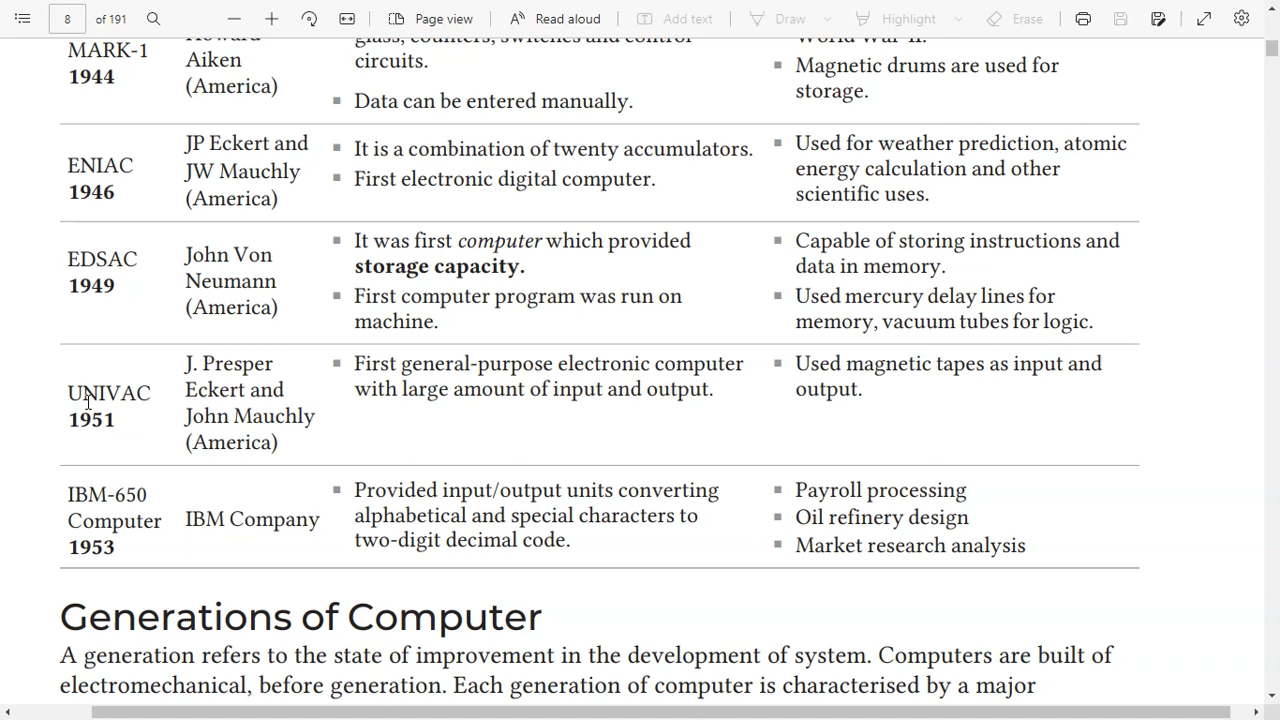 8 of 191 Page view Read aloud Add text Draw Highlight Erase
MARK-1
1944
Howard
Aiken
(America)
glass, counters, switches and control
circuits.
Data can be entered manually.
World War-II.
Magnetic drums are used for
storage.
ENIAC
1946
JP Eckert and
JW Mauchly
(America)
It is a combination of twenty accumulators.
First electronic digital computer.
Used for weather prediction, atomic
energy calculation and other
scientific uses.
EDSAC
1949
John Von
Neumann
(America)
It was first computer which provided
storage capacity.
First computer program was run on
machine.
Capable of storing instructions and
data in memory.
Used mercury delay lines for
memory, vacuum tubes for logic.
UNIVAC
1951
J. Presper
Eckert and
John Mauchly
(America)
First general-purpose electronic computer
with large amount of input and output.
Used magnetic tapes as input and
output.
IBM-650
Computer
1953
IBM Company
Provided input/output units converting
alphabetical and special characters to
two-digit decimal code.
Payroll processing
Oil refinery design
Market research analysis
Generations of Computer
A generation refers to the state of improvement in the development of system. Computers are built of
electromechanical, before generation. Each generation of computer is characterised by a major